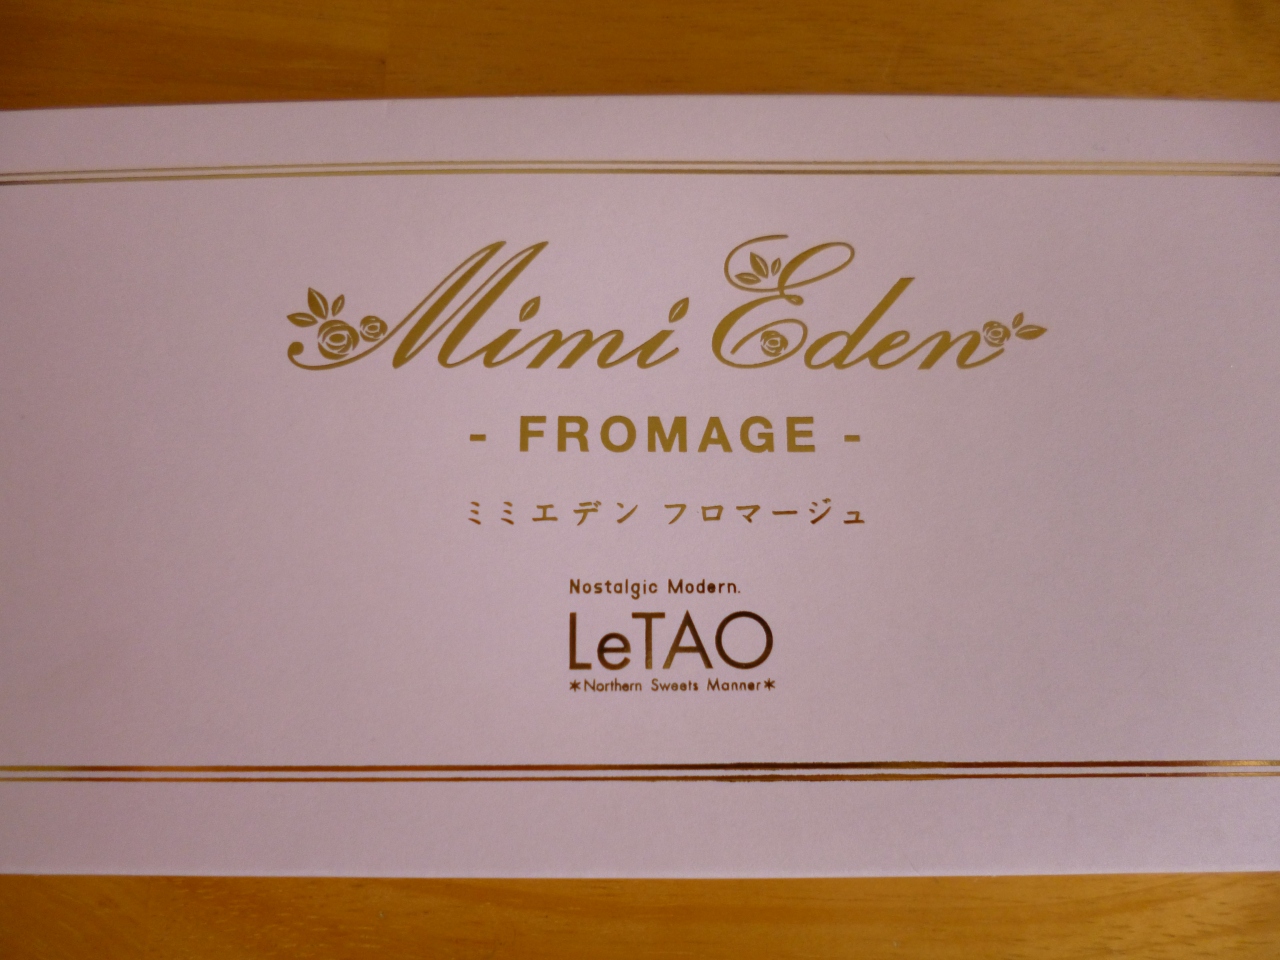 Mimi Eden
- FROMAGE -
ミミエデン フロマージュ
Nostalgic Modern.
LeTAO
*Northern Sweets Manner*